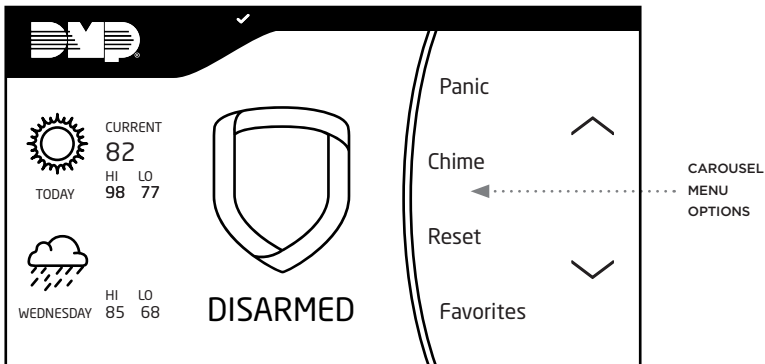 DMP®
CURRENT
82
HI LO
98 77
TODAY
HI LO
85 68
WEDNESDAY
DISARMED
Panic
Chime
Reset
Favorites
CAROUSEL
MENU
OPTIONS